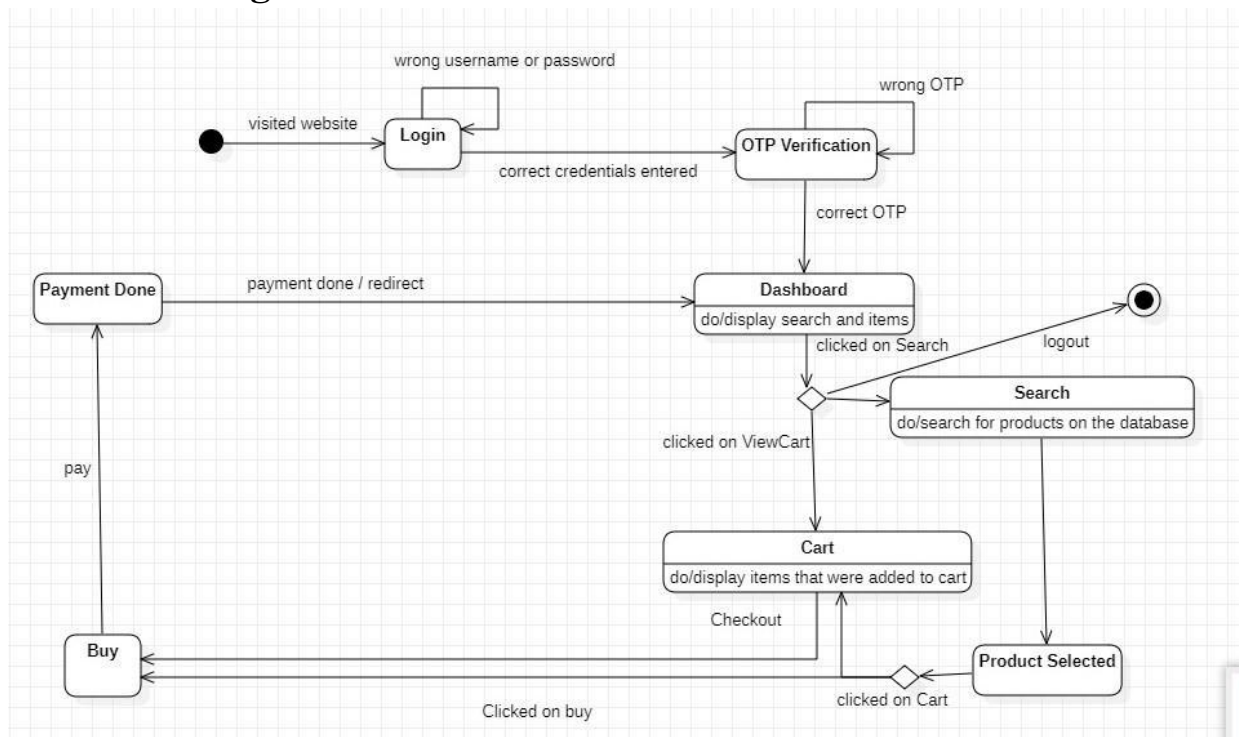 wrong username or password
wrong OTP
visited website
Login
OTP Verification
correct credentials entered
correct OTP
Payment Done
payment done / redirect
Dashboard
do/display search and items
clicked on Search
logout
Search
do/search for products on the database
clicked on ViewCart
pay
Cart
do/display items that were added to cart
Checkout
Buy
Product Selected
clicked on Cart
Clicked on buy